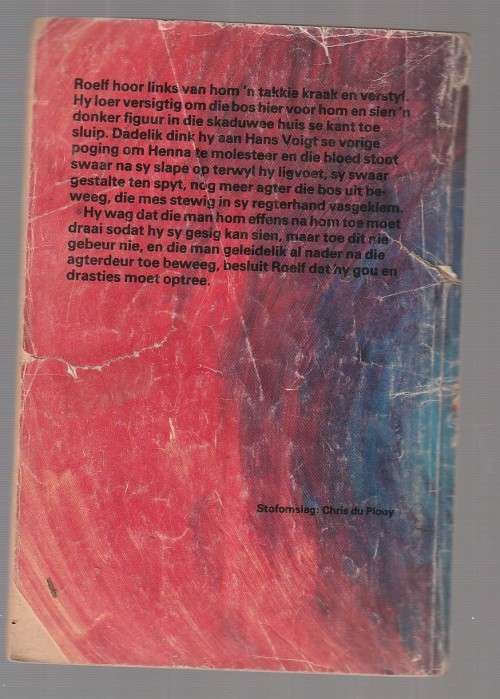 Roelf hoor links van hom 'n takkie kraak en verstyf.
Hy loer versigtig om die bos hier voor hom en sien 'n
donker figuur in die skaduwee huis se kant toe
sluip. Dadelik dink hy aan Hans Voigt se vorige
poging om Henna te molesteer en die bloed stoot
swaar na sy slape op terwyl hy ligvoet, sy swaar
gestalte ten spyt, nog meer agter die bos uit be-
weeg, die mes stewig in sy regterhand vasgeklem.
Hy wag dat die man hom effens na hom toe moet
draai sodat hy sy gesig kan sien, maar toe dit nie
gebeur nie, en die man geleidelik al nader na die
agterdeur toe beweeg, besluit Roelf dat hy gou en
drasties moet optree.
Stofomslag: Chris du Plooy